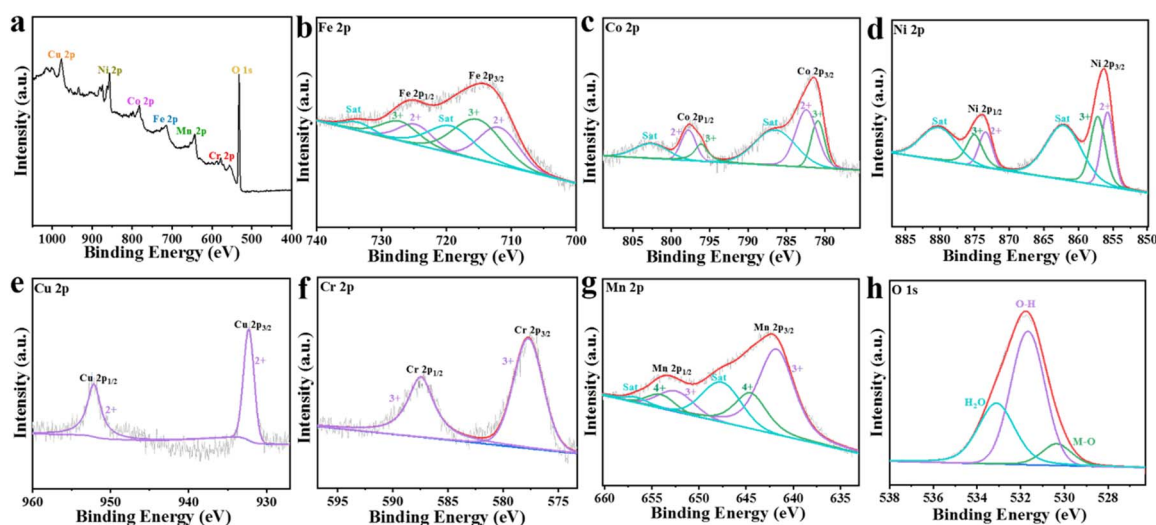 a
Cu 2p
Ni 2p
Co 2p
Fe 2p
Mn 2p
Cr 2p
O 1s
Intensity (a.u.)
1000 900 800 700 600 500 400
Binding Energy (eV)
b
Fe 2p
Fe 2p3/2
Fe 2p1/2
Sat
3+
2+
Sat
3+
2+
Intensity (a.u.)
740 730 720 710 700
Binding Energy (eV)
c
Co 2p
Co 2p3/2
Co 2p1/2
Sat
2+
3+
Sat
2+
3+
Intensity (a.u.)
805 800 795 790 785 780
Binding Energy (eV)
d
Ni 2p
Ni 2p3/2
Ni 2p1/2
Sat
3+
2+
Sat
3+
2+
Intensity (a.u.)
885 880 875 870 865 860 855 850
Binding Energy (eV)
e
Cu 2p
Cu 2p3/2
2+
Cu 2p1/2
2+
Intensity (a.u.)
960 950 940 930
Binding Energy (eV)
f
Cr 2p
Cr 2p3/2
3+
Cr 2p1/2
3+
Intensity (a.u.)
595 590 585 580 575
Binding Energy (eV)
g
Mn 2p
Mn 2p3/2
Mn 2p1/2
Sat
4+
3+
Sat
4+
3+
Intensity (a.u.)
660 655 650 645 640 635
Binding Energy (eV)
h
O 1s
O-H
H2O
M-O
Intensity (a.u.)
538 536 534 532 530 528
Binding Energy (eV)